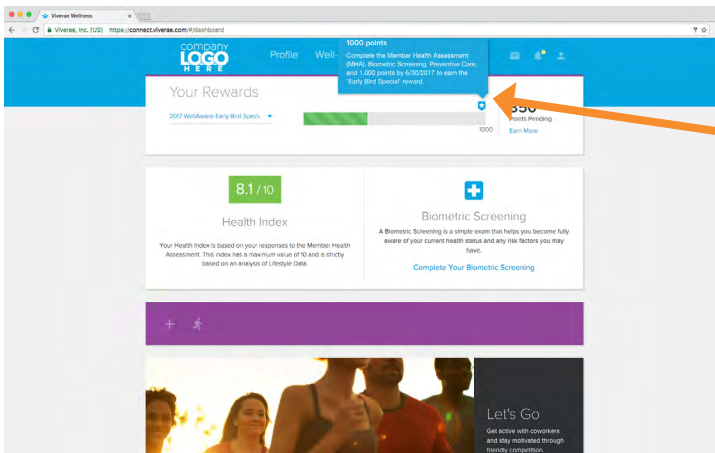 Viverae Wellness
Viverae, Inc. [US] https://connect.viverae.com/#/dashboard
company
LOGO
HERE
Profile
Well-
1000 points
Complete the Member Health Assessment
(MHA), Biometric Screening, Preventive Care,
and 1,000 points by 6/30/2017 to earn the
'Early Bird Special' reward.
Your Rewards
2017 WellAware Early Bird Speci
1000
350
Points Pending
Earn More
8.1 / 10
Health Index
Your Health Index is based on your responses to the Member Health
Assessment. This index has a maximum value of 10 and is strictly
based on an analysis of Lifestyle Data.
Biometric Screening
A Biometric Screening is a simple exam that helps you become fully
aware of your current health status and any risk factors you may
have.
Complete Your Biometric Screening
Let's Go
Get active with coworkers
and stay motivated through
friendly competition.